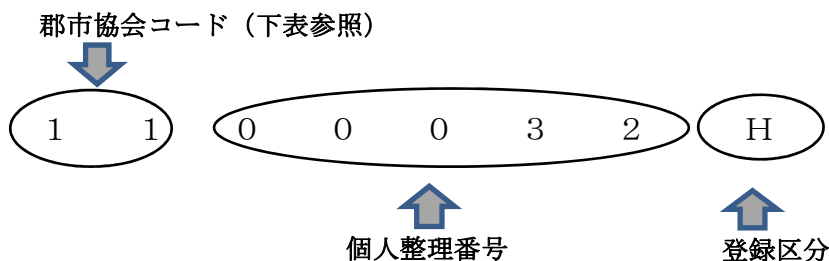 郡市協会コード（下表参照）
１ １ ０ ０ ０ ３ ２ Ｈ
個人整理番号 登録区分